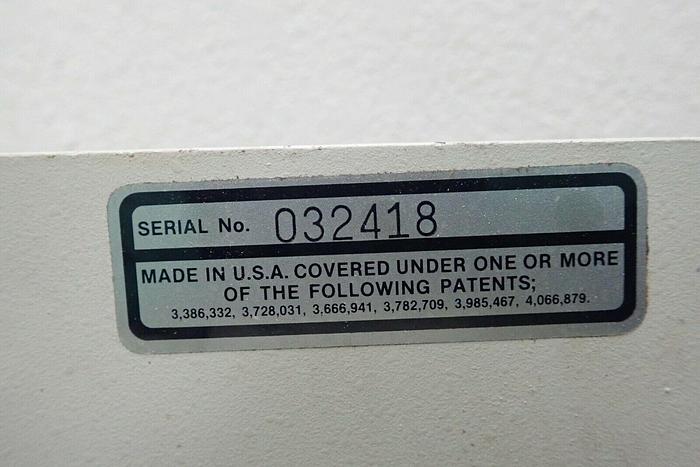 SERIAL No. 032418
MADE IN U.S.A. COVERED UNDER ONE OR MORE
OF THE FOLLOWING PATENTS;
3,386,332, 3,728,031, 3,666,941, 3,782,709, 3,985,467, 4,066,879.